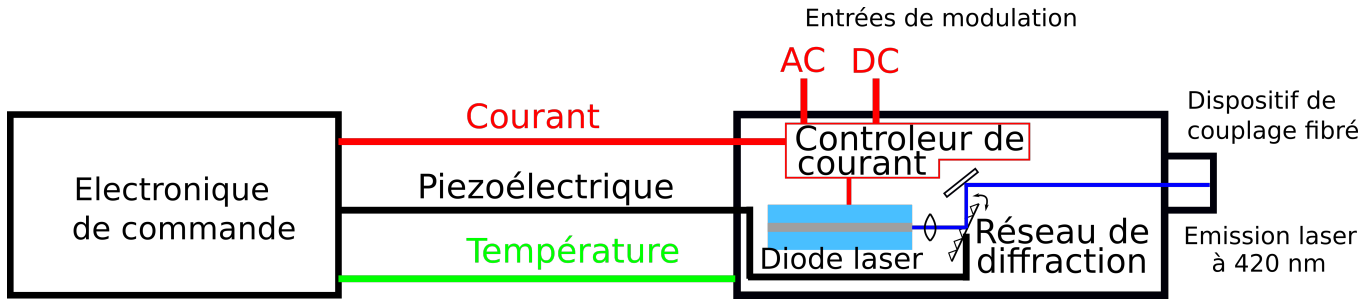 Entrées de modulation
AC DC
Dispositif de
couplage fibré
Courant
Controleur de
courant
Electronique
de commande
Piezoélectrique
Température
Diode laser
Réseau de
diffraction
Emission laser
à 420 nm